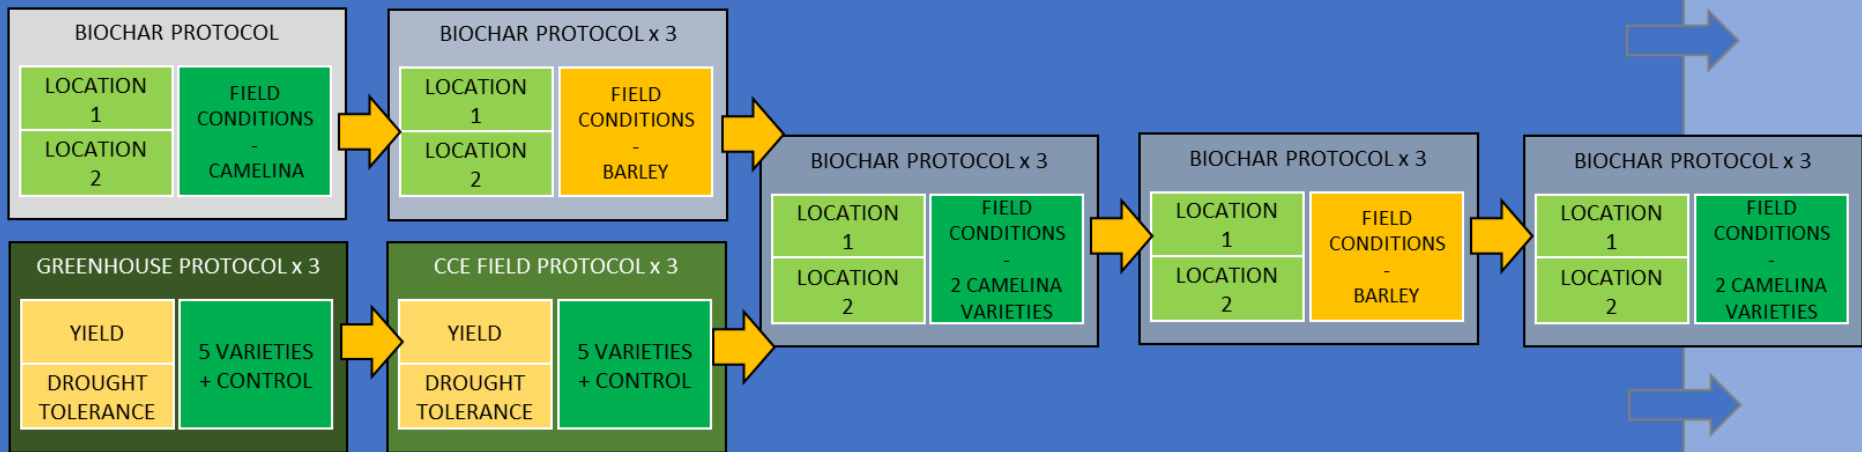 BIOCHAR PROTOCOL
LOCATION
1
LOCATION
2
FIELD
CONDITIONS
-
CAMELINA
BIOCHAR PROTOCOL x 3
LOCATION
1
LOCATION
2
FIELD
CONDITIONS
-
BARLEY
GREENHOUSE PROTOCOL x 3
YIELD
DROUGHT
TOLERANCE
5 VARIETIES
+ CONTROL
CCE FIELD PROTOCOL x 3
YIELD
DROUGHT
TOLERANCE
5 VARIETIES
+ CONTROL
BIOCHAR PROTOCOL x 3
LOCATION
1
LOCATION
2
FIELD
CONDITIONS
-
2 CAMELINA
VARIETIES
BIOCHAR PROTOCOL x 3
LOCATION
1
LOCATION
2
FIELD
CONDITIONS
-
BARLEY
BIOCHAR PROTOCOL x 3
LOCATION
1
LOCATION
2
FIELD
CONDITIONS
-
2 CAMELINA
VARIETIES